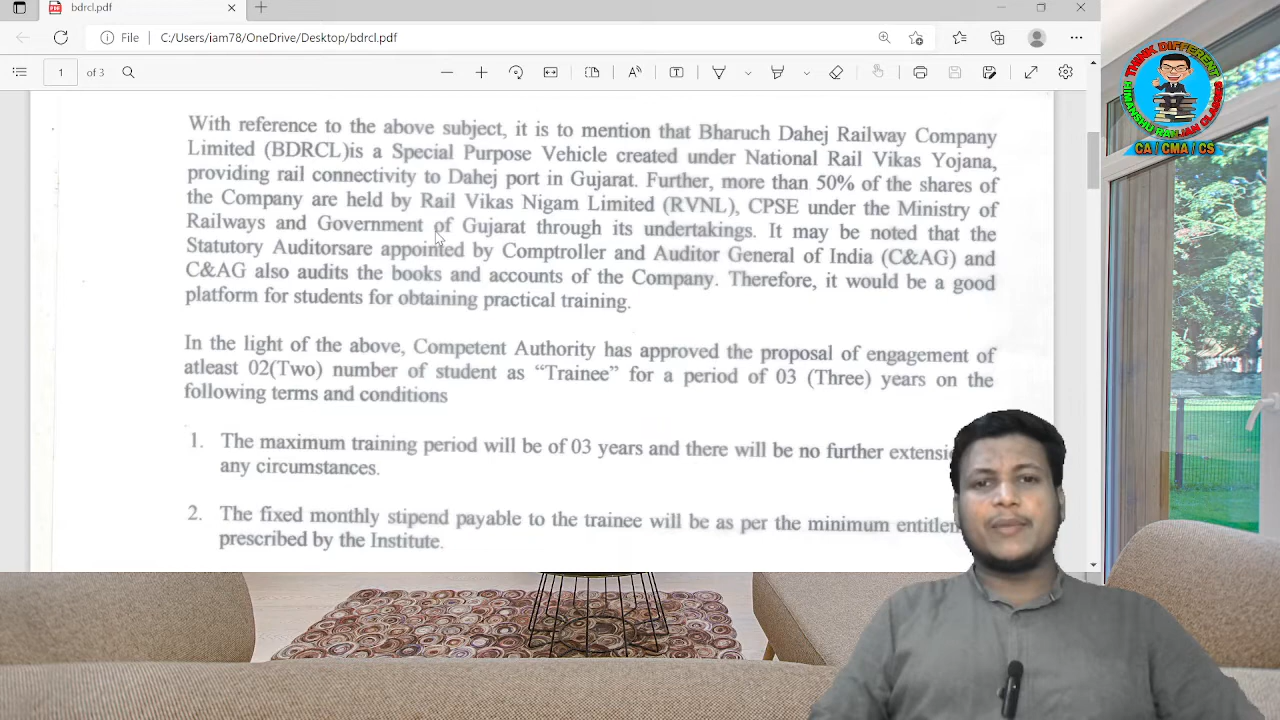 bdrcl.pdf
File
C:/Users/iam78/OneDrive/Desktop/bdrcl.pdf
1 of 3
With reference to the above subject, it is to mention that Bharuch Dahej Railway Company
Limited (BDRCL)is a Special Purpose Vehicle created under National Rail Vikas Yojana,
providing rail connectivity to Dahej port in Gujarat. Further, more than 50% of the shares of
the Company are held by Rail Vikas Nigam Limited (RVNL), CPSE under the Ministry of
Railways and Government of Gujarat through its undertakings. It may be noted that the
Statutory Auditorsare appointed by Comptroller and Auditor General of India (C&AG) and
C&AG also audits the books and accounts of the Company. Therefore, it would be a good
platform for students for obtaining practical training.
In the light of the above, Competent Authority has approved the proposal of engagement of
atleast 02(Two) number of student as “Trainee” for a period of 03 (Three) years on the
following terms and conditions
1. The maximum training period will be of 03 years and there will be no further extensi
any circumstances.
2. The fixed monthly stipend payable to the trainee will be as per the minimum entitlem
prescribed by the Institute.
THINK DIFFERENT
HIMANSHU RANJAN CLASSES
CA / CMA / CS